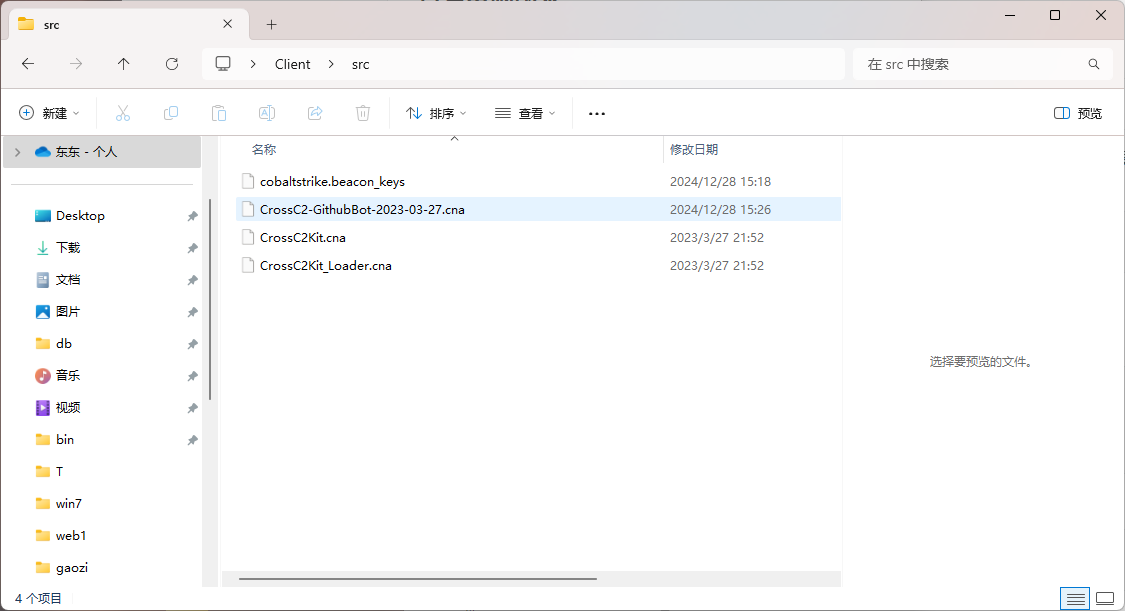 src
Client
src
在 src 中搜索
新建
排序
查看
预览
东东 - 个人
名称
修改日期
cobaltstrike.beacon_keys
2024/12/28 15:18
Desktop
CrossC2-GithubBot-2023-03-27.cna
2024/12/28 15:26
下载
CrossC2Kit.cna
2023/3/27 21:52
文档
CrossC2Kit_Loader.cna
2023/3/27 21:52
图片
db
音乐
视频
bin
T
win7
web1
gaozi
选择要预览的文件。
4 个项目